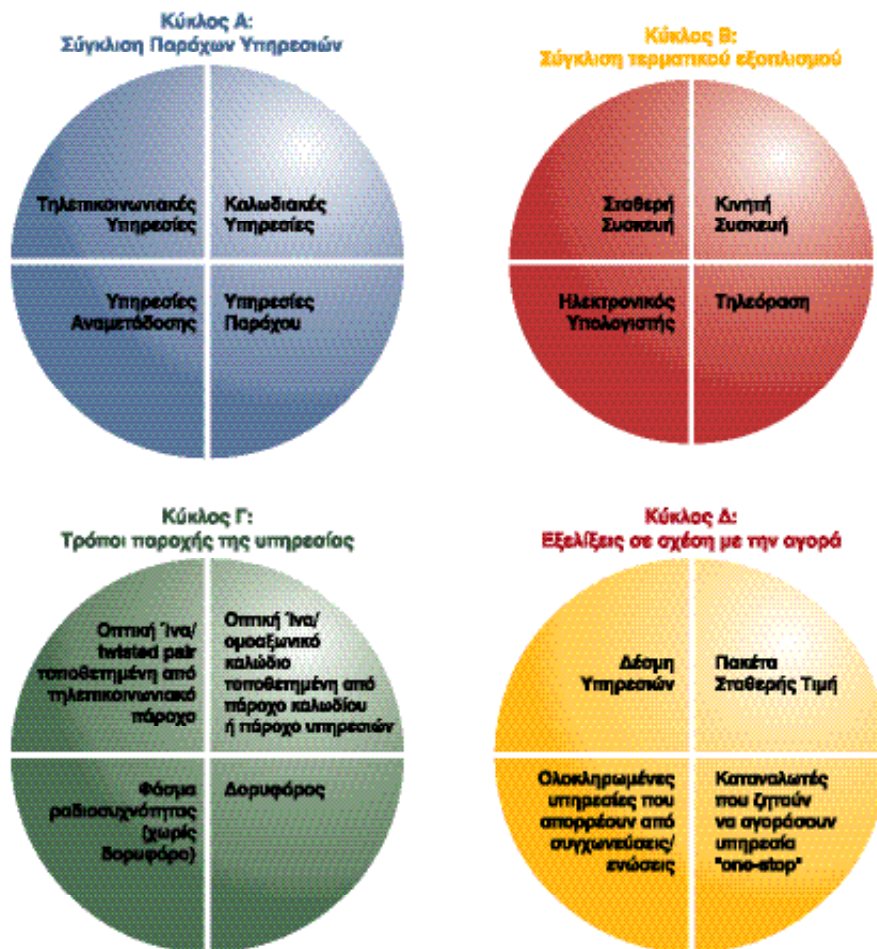 Κύκλος Α:
Σύγκλιση Παρόχων Υπηρεσιών
Τηλεπικοινωνιακές
Υπηρεσίες
Καλωδιακές
Υπηρεσίες
Υπηρεσίες
Αναμετάδοσης
Υπηρεσίες
Παρόχου
Κύκλος Β:
Σύγκλιση τερματικού εξοπλισμού
Σταθερή
Συσκευή
Κινητή
Συσκευή
Ηλεκτρονικός
Υπολογιστής
Τηλεόραση
Κύκλος Γ:
Τρόποι παροχής της υπηρεσίας
Οπτική Ίνα/
twisted pair
τοποθετημένη από
τηλεπικοινωνιακό
πάροχο
Οπτική Ίνα/
ομοαξωνικό
καλώδιο
τοποθετημένη από
πάροχο καλωδίου
ή πάροχο υπηρεσιών
Φάσμα
ραδιοσυχνότητας
(χωρίς
δορυφόρο)
Δορυφόρος
Κύκλος Δ:
Εξελίξεις σε σχέση με την αγορά
Δέσμη
Υπηρεσιών
Πακέτα
Σταθερής Τιμή
Ολοκληρωμένες
υπηρεσίες που
απορρέουν από
συγχωνεύσεις/
ενώσεις
Καταναλωτές
που ζητούν
να αγοράσουν
υπηρεσία
"one-stop"